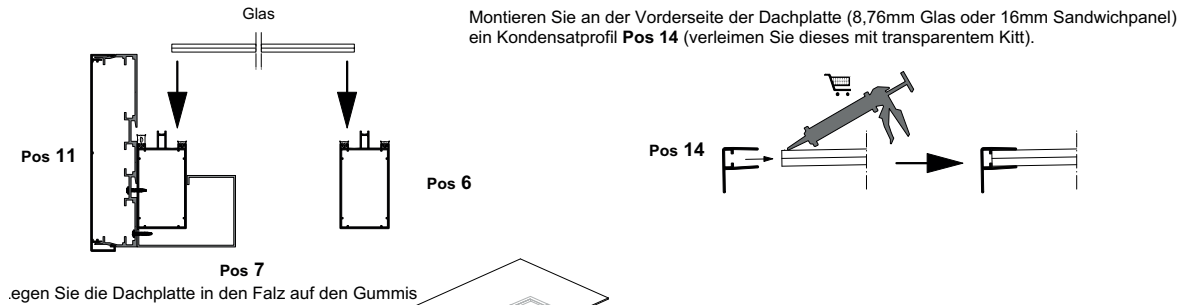 Glas
Montieren Sie an der Vorderseite der Dachplatte (8,76mm Glas oder 16mm Sandwichpanel)
ein Kondensatprofil Pos 14 (verleimen Sie dieses mit transparentem Kitt).
Pos 11
Pos 6
Pos 14
Pos 7
egen Sie die Dachplatte in den Falz auf den Gummis